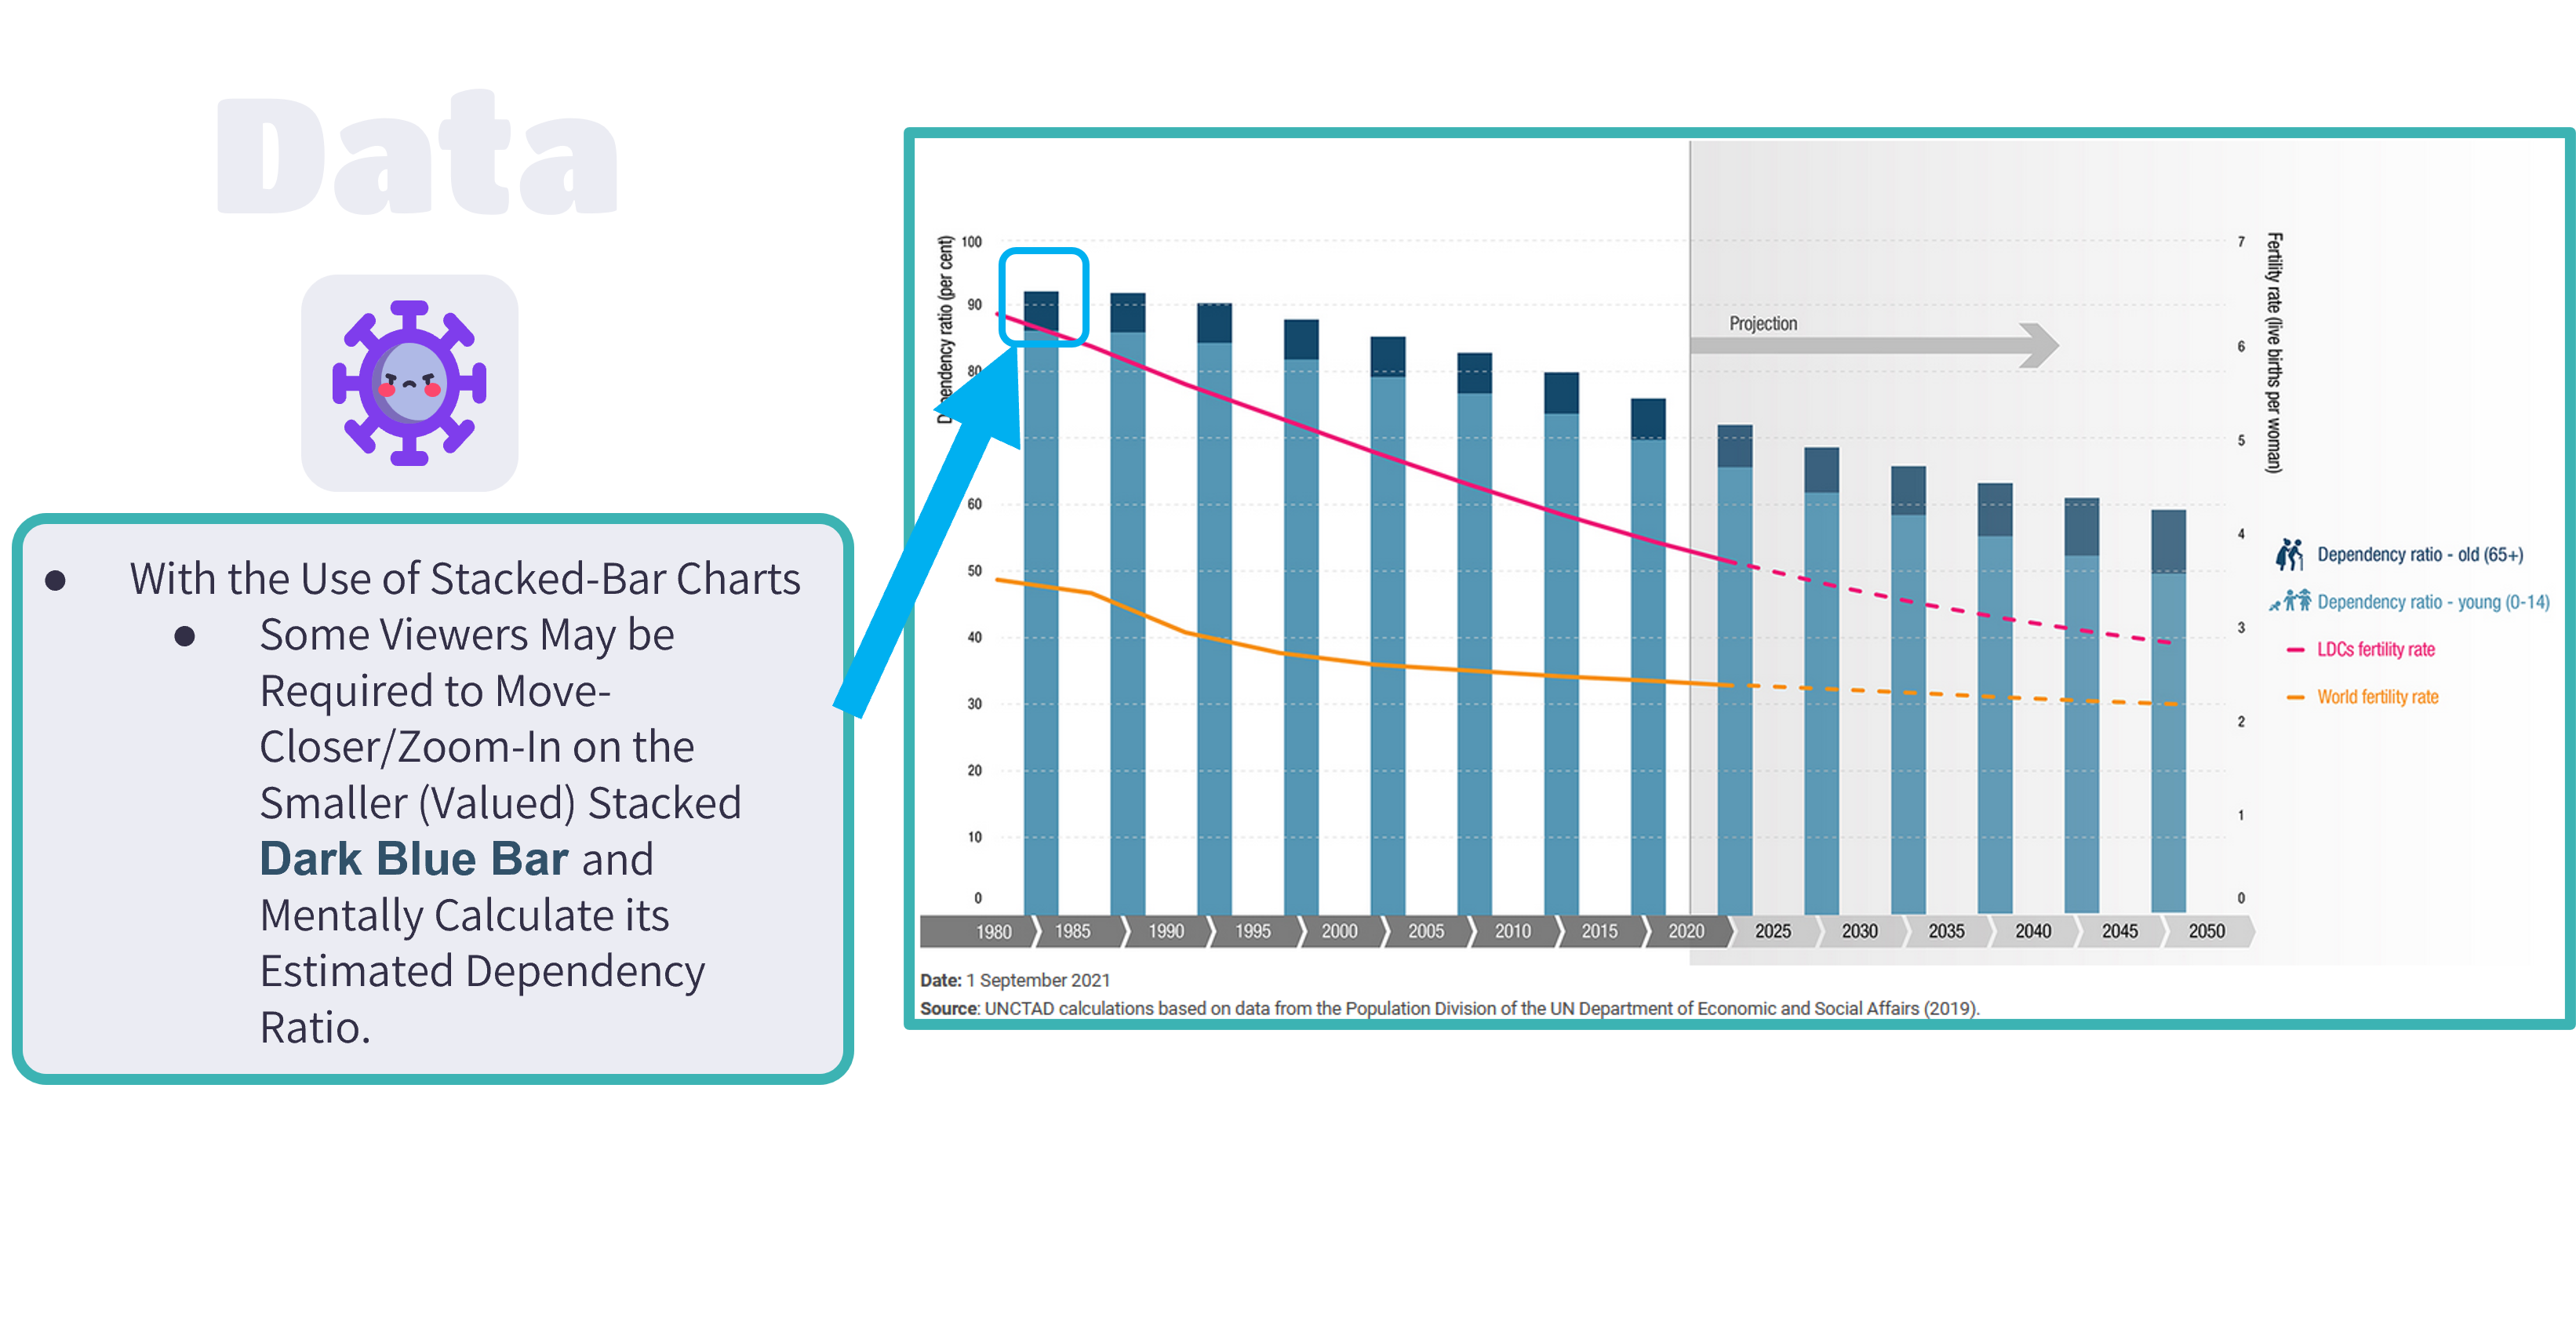 Data
● With the Use of Stacked-Bar Charts
● Some Viewers May be
Required to Move-
Closer/Zoom-In on the
Smaller (Valued) Stacked
Dark Blue Bar and
Mentally Calculate its
Estimated Dependency
Ratio.
Dependency ratio (per cent)
100
90
80
60
50
40
30
20
10
0
Projection
7
6
5
4
3
2
1
0
Fertility rate (live births per woman)
Dependency ratio - old (65+)
Dependency ratio - young (0-14)
LDCs fertility rate
World fertility rate
1980 1985 1990 1995 2000 2005 2010 2015 2020 2025 2030 2035 2040 2045 2050
Date: 1 September 2021
Source: UNCTAD calculations based on data from the Population Division of the UN Department of Economic and Social Affairs (2019).